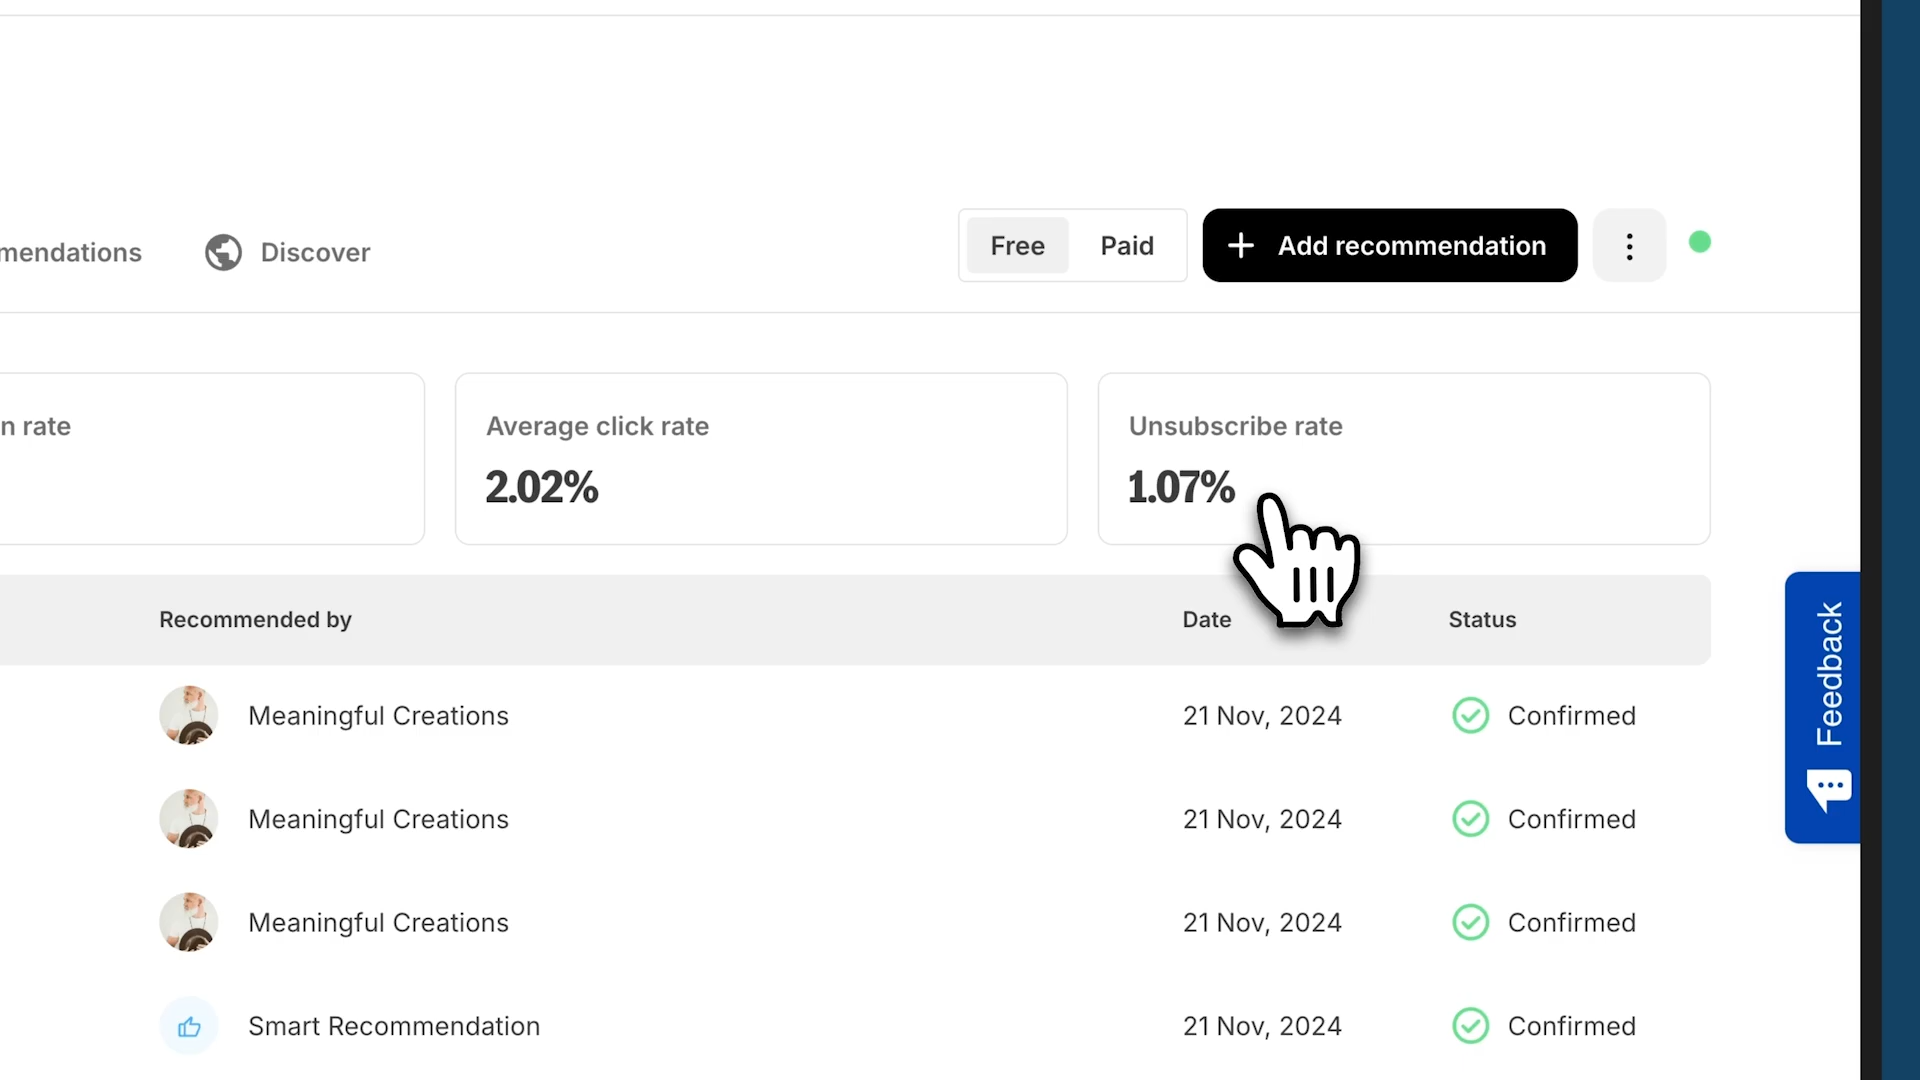 mendations
Discover
Free
Paid
+ Add recommendation
n rate
Average click rate
2.02%
Unsubscribe rate
1.07%
Recommended by
Date
Status
Meaningful Creations
21 Nov, 2024
Confirmed
Meaningful Creations
21 Nov, 2024
Confirmed
Meaningful Creations
21 Nov, 2024
Confirmed
Smart Recommendation
21 Nov, 2024
Confirmed
Feedback